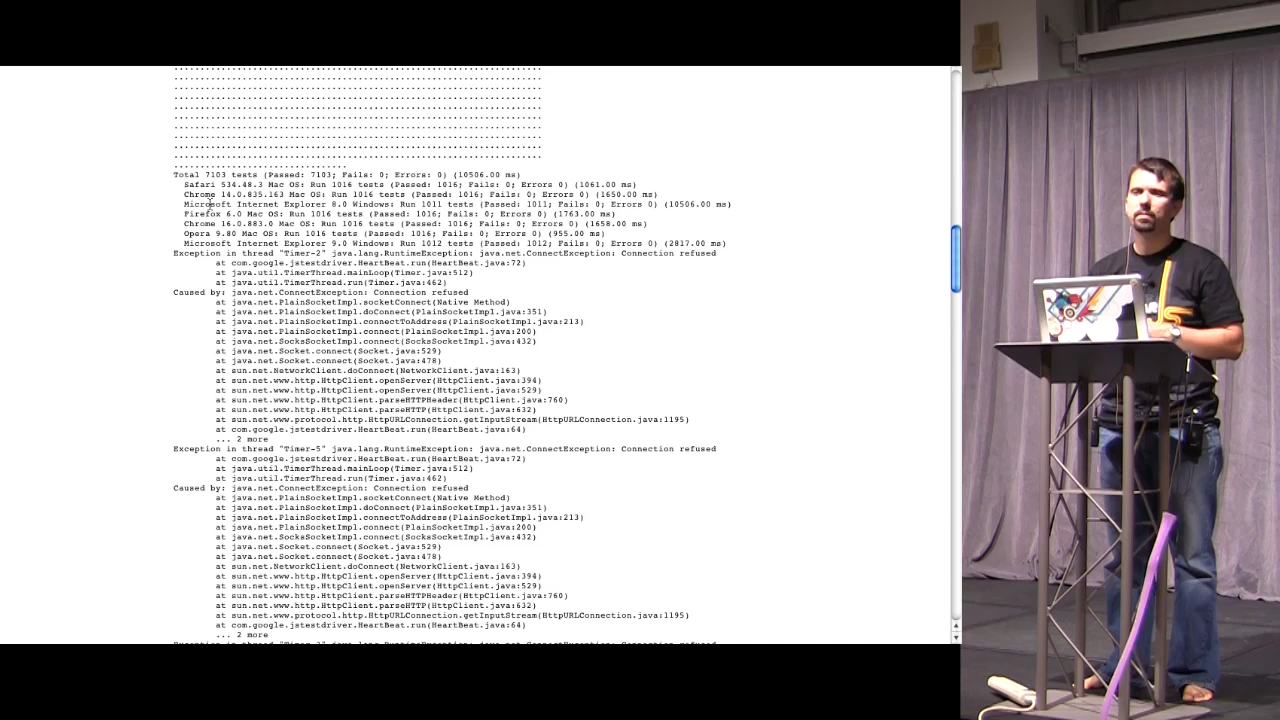 Total 7103 tests (Passed: 7103; Fails: 0; Errors: 0) (10506.00 ms)
Safari 534.48.3 Mac OS: Run 1016 tests (Passed: 1016; Fails: 0; Errors 0) (1061.00 ms)
Chrome 14.0.835.163 Mac OS: Run 1016 tests (Passed: 1016; Fails: 0; Errors 0) (1650.00 ms)
Microsoft Internet Explorer 8.0 Windows: Run 1011 tests (Passed: 1011; Fails: 0; Errors 0) (10506.00 ms)
Firefox 6.0 Mac OS: Run 1016 tests (Passed: 1016; Fails: 0; Errors 0) (1763.00 ms)
Chrome 16.0.883.0 Mac OS: Run 1016 tests (Passed: 1016; Fails: 0; Errors 0) (1658.00 ms)
Opera 9.80 Mac OS: Run 1016 tests (Passed: 1016; Fails: 0; Errors 0) (955.00 ms)
Microsoft Internet Explorer 9.0 Windows: Run 1012 tests (Passed: 1012; Fails: 0; Errors 0) (2817.00 ms)
Exception in thread "Timer-2" java.lang.RuntimeException: java.net.ConnectException: Connection refused
at com.google.jstestdriver.HeartBeat.run(HeartBeat.java:72)
at java.util.TimerThread.mainLoop(Timer.java:512)
at java.util.TimerThread.run(Timer.java:462)
Caused by: java.net.ConnectException: Connection refused
at java.net.PlainSocketImpl.socketConnect(Native Method)
at java.net.PlainSocketImpl.doConnect(PlainSocketImpl.java:351)
at java.net.PlainSocketImpl.connectToAddress(PlainSocketImpl.java:213)
at java.net.PlainSocketImpl.connect(PlainSocketImpl.java:200)
at java.net.SocksSocketImpl.connect(SocksSocketImpl.java:432)
at java.net.Socket.connect(Socket.java:529)
at java.net.Socket.connect(Socket.java:478)
at sun.net.NetworkClient.doConnect(NetworkClient.java:163)
at sun.net.www.http.HttpClient.openServer(HttpClient.java:394)
at sun.net.www.http.HttpClient.openServer(HttpClient.java:529)
at sun.net.www.http.HttpClient.parseHTTPHeader(HttpClient.java:760)
at sun.net.www.http.HttpClient.parseHTTP(HttpClient.java:632)
at sun.net.www.protocol.http.HttpURLConnection.getInputStream(HttpURLConnection.java:1195)
at com.google.jstestdriver.HeartBeat.run(HeartBeat.java:64)
... 2 more
Exception in thread "Timer-5" java.lang.RuntimeException: java.net.ConnectException: Connection refused
at com.google.jstestdriver.HeartBeat.run(HeartBeat.java:72)
at java.util.TimerThread.mainLoop(Timer.java:512)
at java.util.TimerThread.run(Timer.java:462)
Caused by: java.net.ConnectException: Connection refused
at java.net.PlainSocketImpl.socketConnect(Native Method)
at java.net.PlainSocketImpl.doConnect(PlainSocketImpl.java:351)
at java.net.PlainSocketImpl.connectToAddress(PlainSocketImpl.java:213)
at java.net.PlainSocketImpl.connect(PlainSocketImpl.java:200)
at java.net.SocksSocketImpl.connect(SocksSocketImpl.java:432)
at java.net.Socket.connect(Socket.java:529)
at java.net.Socket.connect(Socket.java:478)
at sun.net.NetworkClient.doConnect(NetworkClient.java:163)
at sun.net.www.http.HttpClient.openServer(HttpClient.java:394)
at sun.net.www.http.HttpClient.openServer(HttpClient.java:529)
at sun.net.www.http.HttpClient.parseHTTPHeader(HttpClient.java:760)
at sun.net.www.http.HttpClient.parseHTTP(HttpClient.java:632)
at sun.net.www.protocol.http.HttpURLConnection.getInputStream(HttpURLConnection.java:1195)
at com.google.jstestdriver.HeartBeat.run(HeartBeat.java:64)
... 2 more
JS